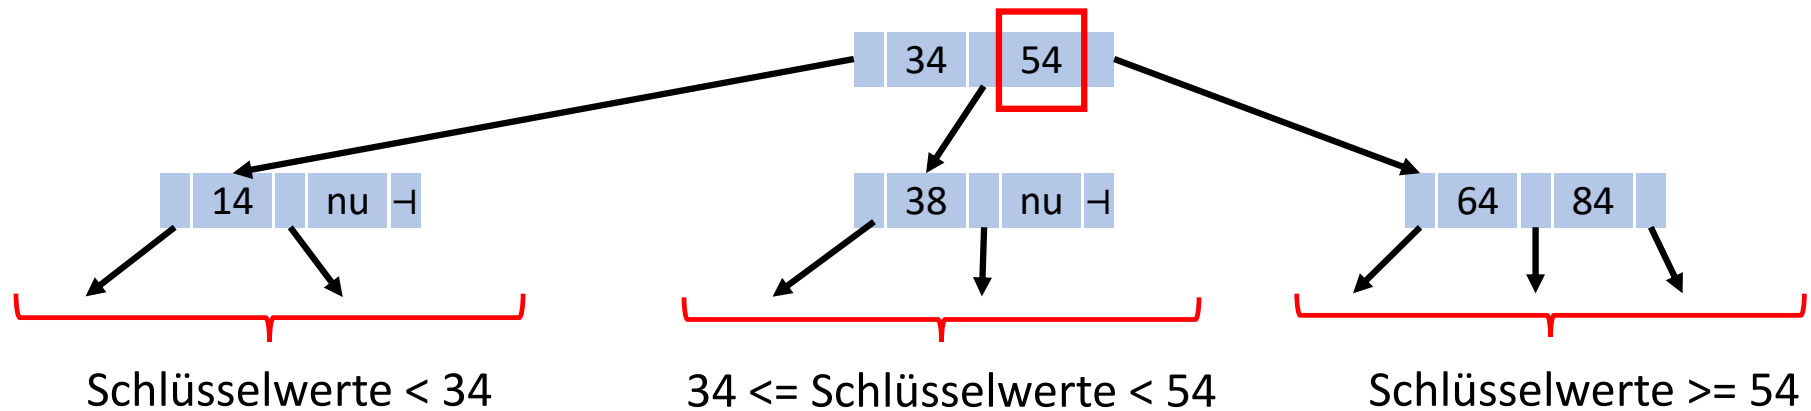 34 54
14 nu ⊣ 38 nu ⊣ 64 84
Schlüsselwerte < 34 34 <= Schlüsselwerte < 54 Schlüsselwerte >= 54